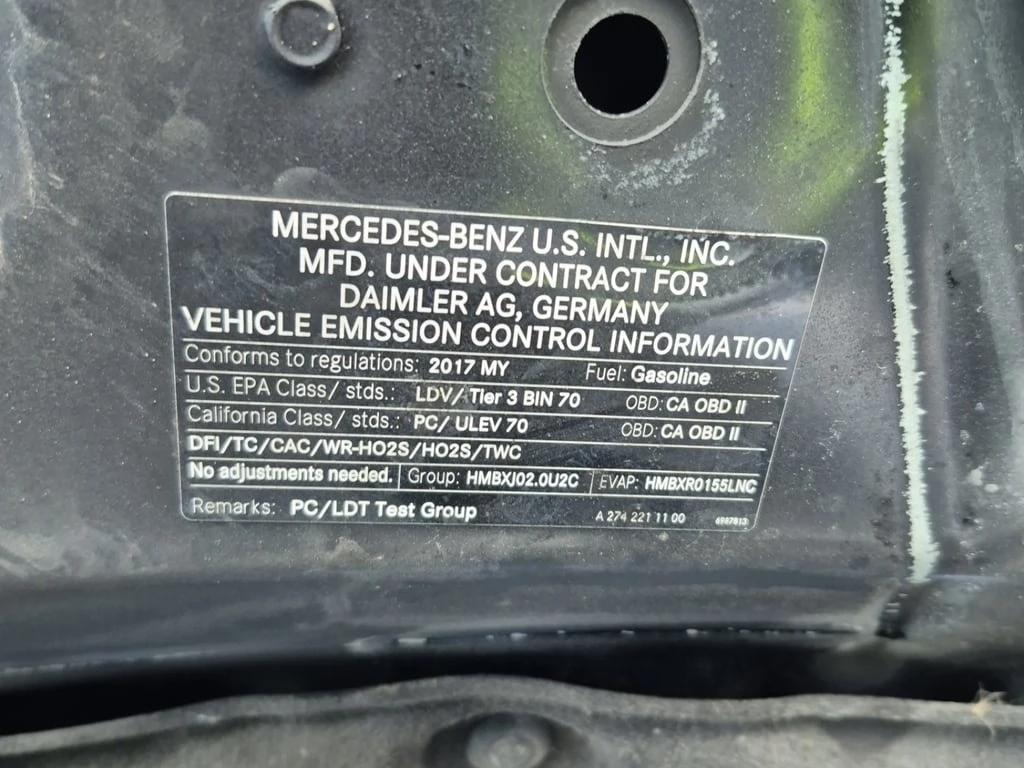 MERCEDES-BENZ U.S. INTL., INC.
MFD. UNDER CONTRACT FOR
DAIMLER AG, GERMANY
VEHICLE EMISSION CONTROL INFORMATION
Conforms to regulations: 2017 MY Fuel: Gasoline
U.S. EPA Class/ stds.: LDV/ Tier 3 BIN 70 OBD: CA OBD II
California Class/ stds.: PC/ ULEV 70 OBD: CA OBD II
DFI/TC/CAC/WR-HO2S/HO2S/TWC
No adjustments needed. Group: HMBXJ02.0U2C EVAP: HMBXR0155LNC
Remarks: PC/LDT Test Group A 274 221 11 00 6987813